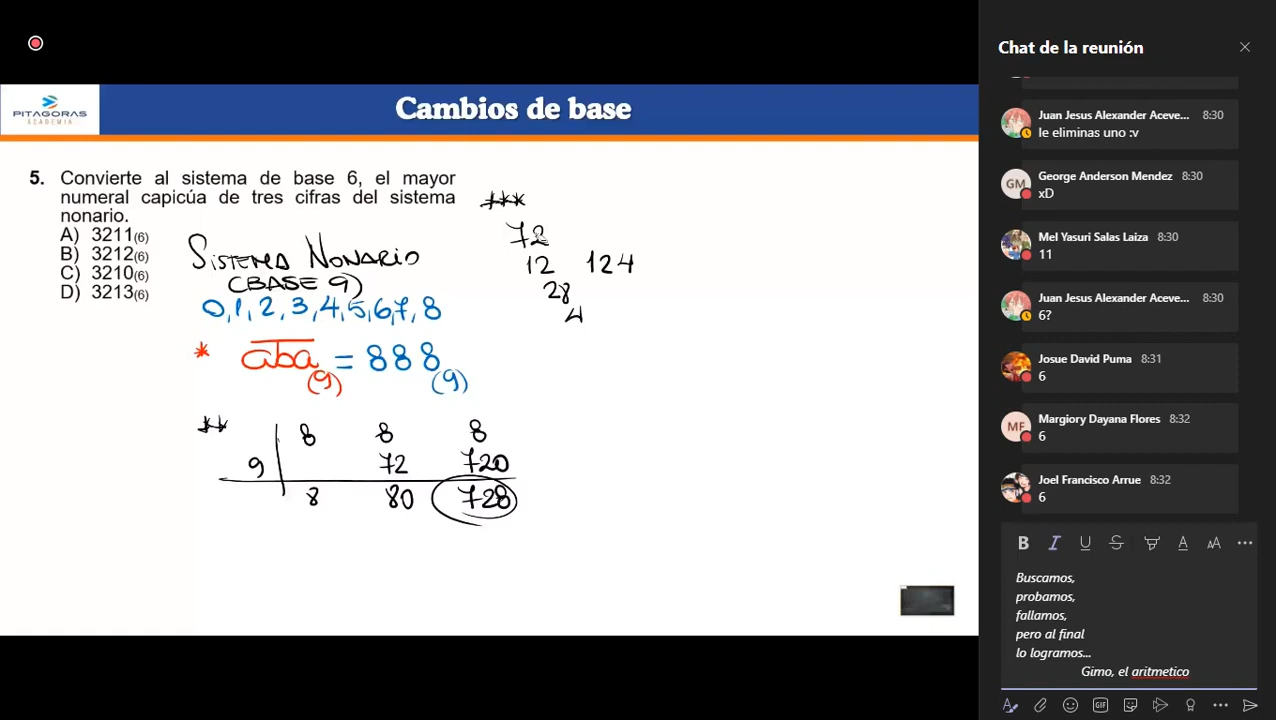 PITAGORAS
ACADEMIA
Cambios de base
5. Convierte al sistema de base 6, el mayor
numeral capicúa de tres cifras del sistema
nonario.
A) 3211(6)
B) 3212(6)
C) 3210(6)
D) 3213(6)
SISTEMA NONARIO
(BASE 9)
0,1,2,3,4,5,6,7,8
* aba(9) = 888(9)
**
8 8 8
9 72 720
8 80 728
***
72
12 124
28
4
Chat de la reunión
Juan Jesus Alexander Aceve... 8:30
le eliminas uno :v
GM George Anderson Mendez 8:30
xD
Mel Yasuri Salas Laiza 8:30
11
Juan Jesus Alexander Aceve... 8:30
6?
Josue David Puma 8:31
6
MF Margiory Dayana Flores 8:32
6
Joel Francisco Arrue 8:32
6
B I U S A AA ...
Buscamos,
probamos,
fallamos,
pero al final
lo logramos...
Gimo, el aritmetico
GIF